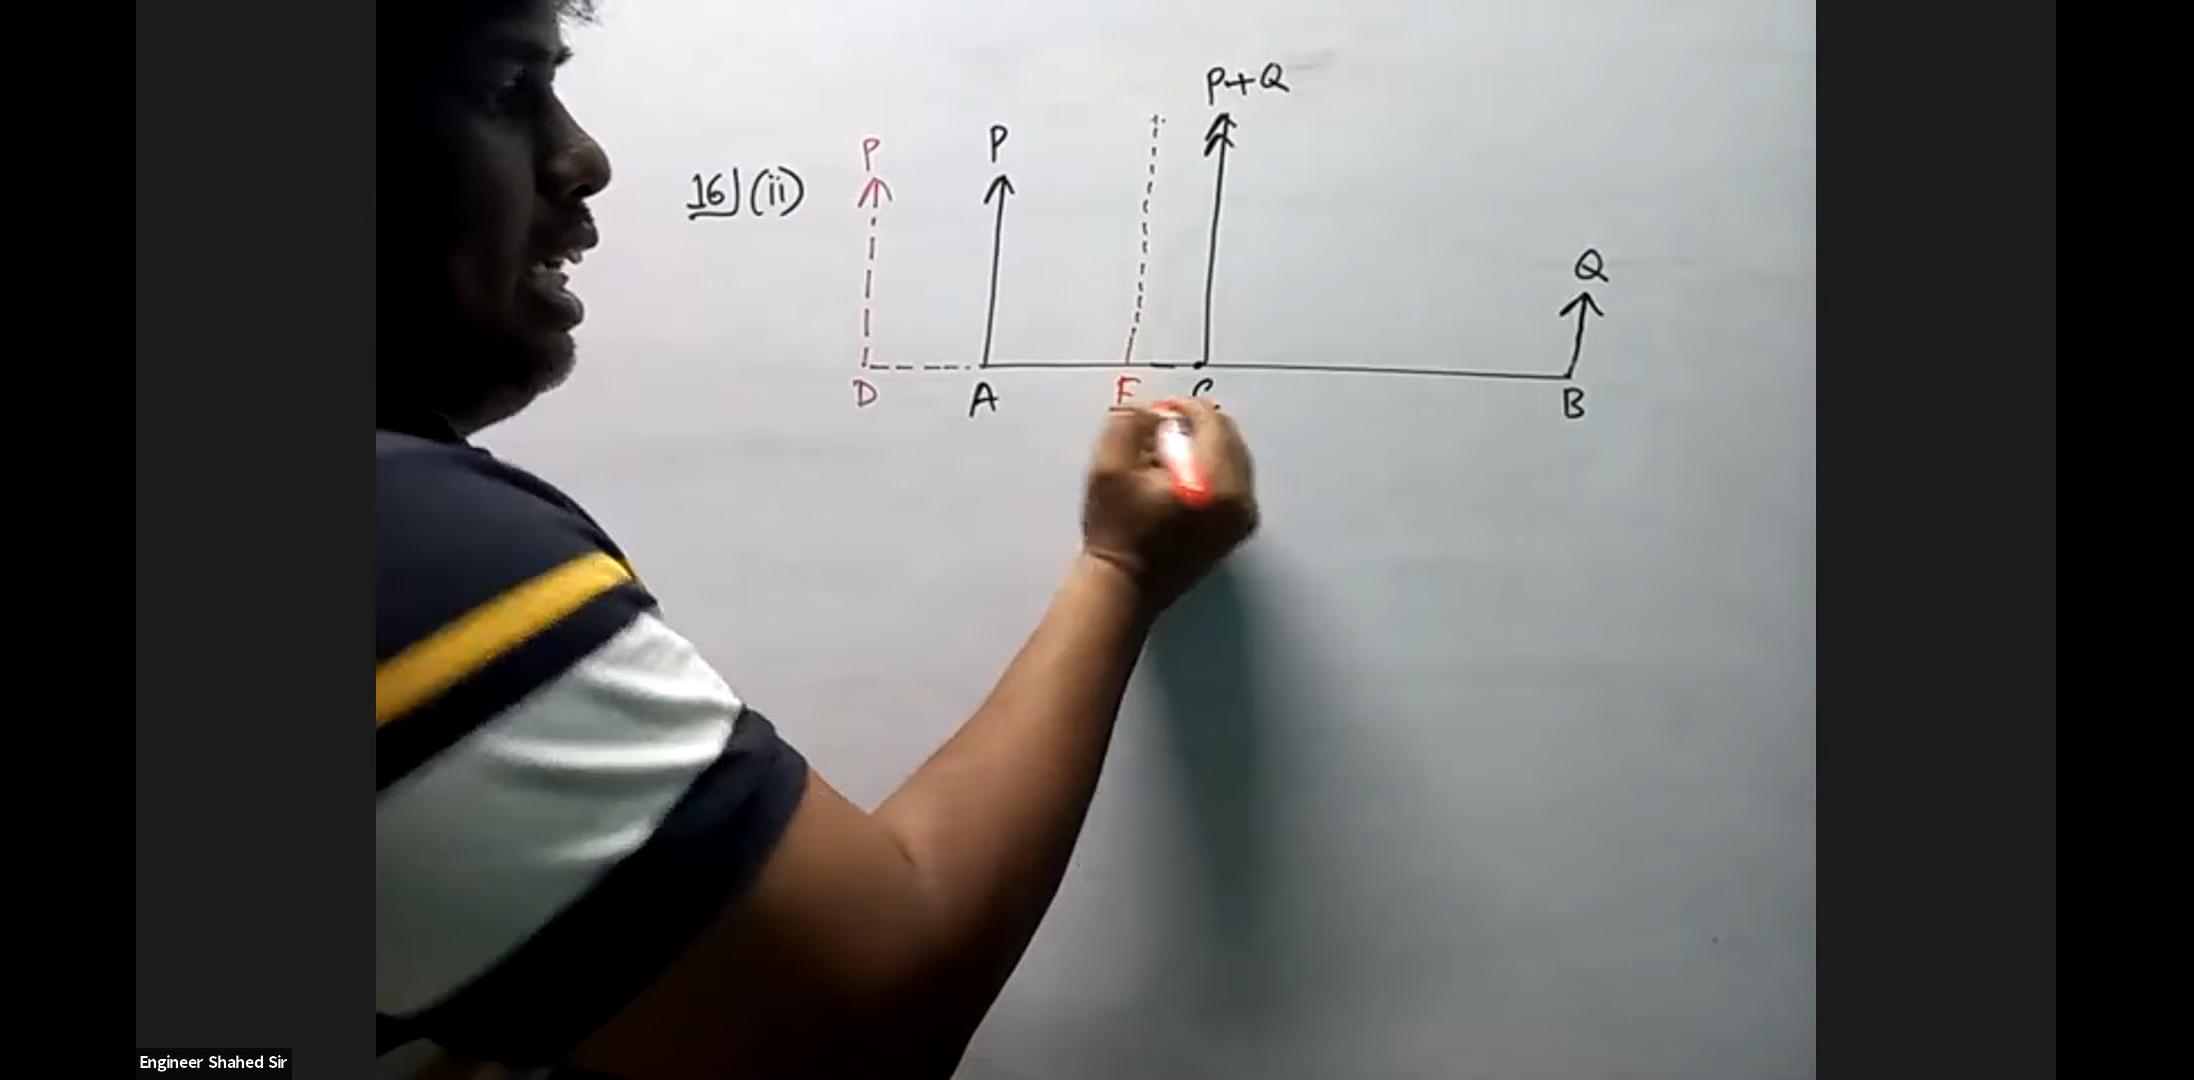 P+Q
P
P
16](ii)
Q
D
A
E
C
B
Engineer Shahed Sir